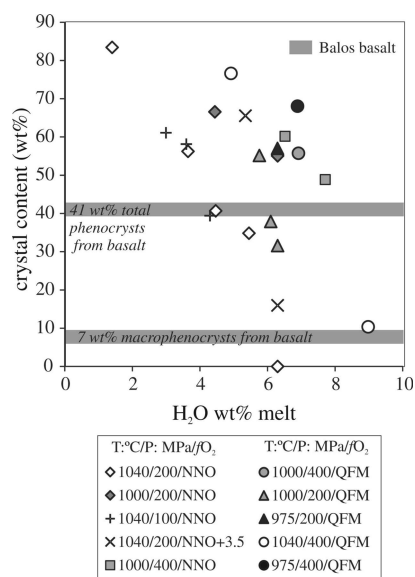 90
80
70
60
50
40
30
20
10
0
crystal content (wt%)
Balos basalt
41 wt% total
phenocrysts
from basalt
7 wt% macrophenocrysts from basalt
0 2 4 6 8 10
H₂O wt% melt
T:ºC/P: MPa/fO₂
1040/200/NNO
1000/200/NNO
1040/100/NNO
1040/200/NNO+3.5
1000/400/NNO
T:ºC/P: MPa/fO₂
1000/400/QFM
1000/200/QFM
975/200/QFM
1040/400/QFM
975/400/QFM